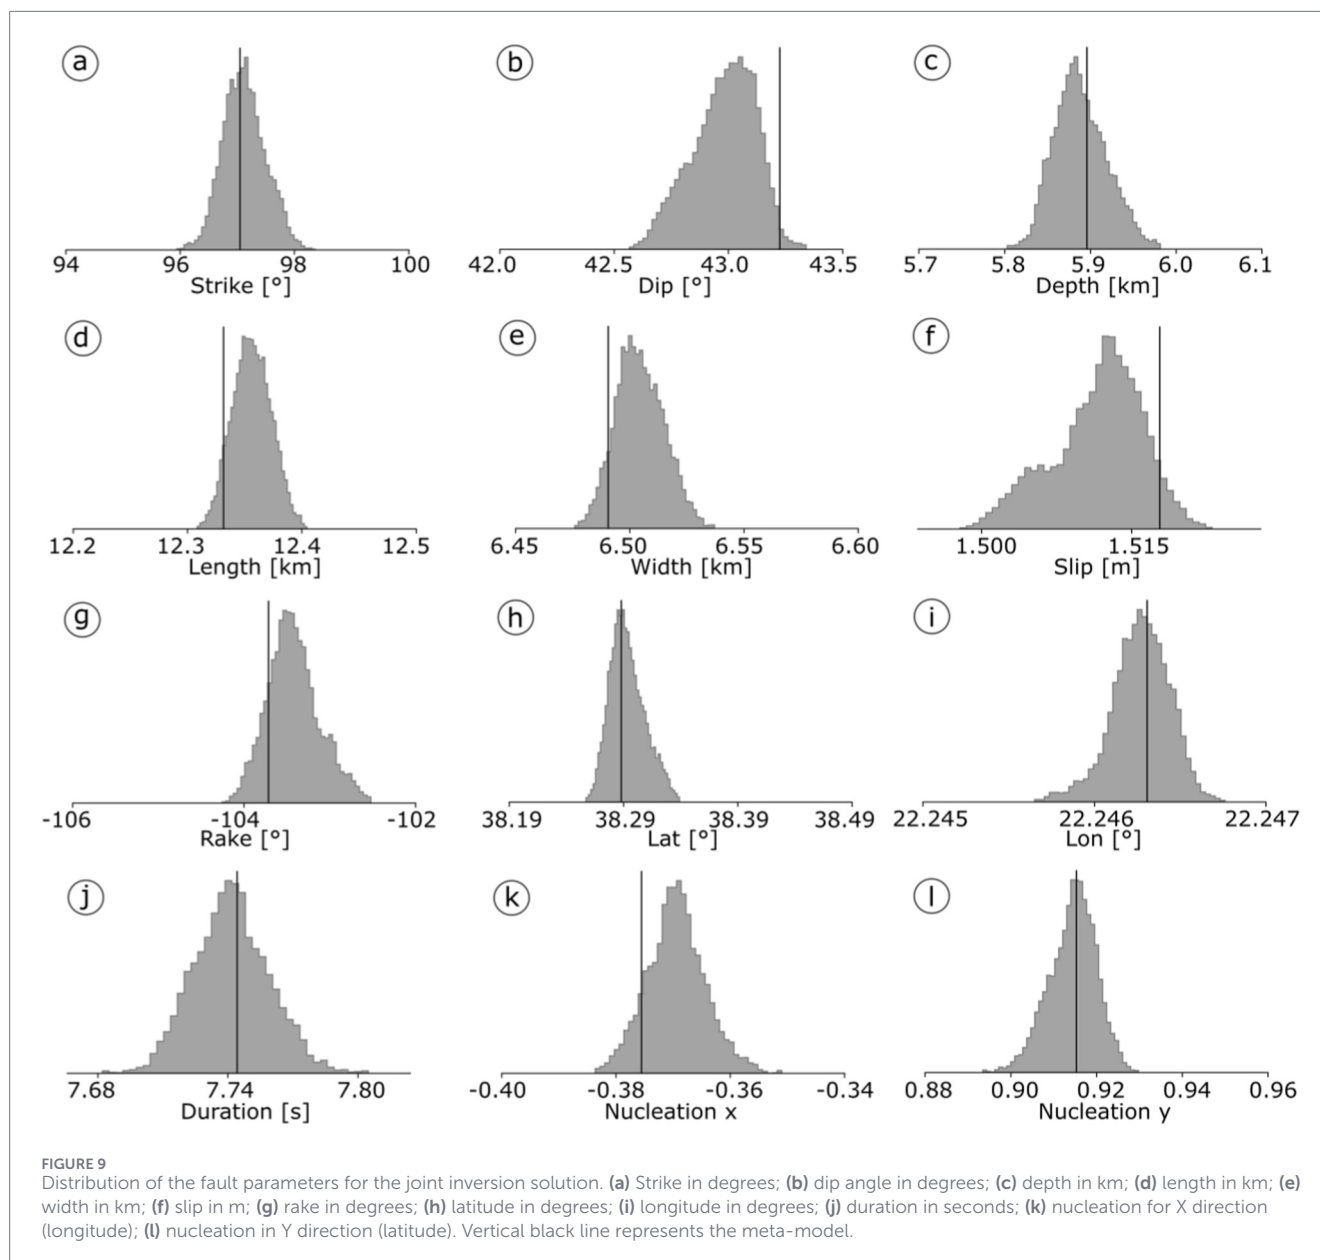 a
b
c
94 96 98 100
Strike [°]
42.0 42.5 43.0 43.5
Dip [°]
5.7 5.8 5.9 6.0 6.1
Depth [km]
d
e
f
12.2 12.3 12.4 12.5
Length [km]
6.45 6.50 6.55 6.60
Width [km]
1.500 1.515
Slip [m]
g
h
i
-106 -104 -102
Rake [°]
38.19 38.29 38.39 38.49
Lat [°]
22.245 22.246 22.247
Lon [°]
j
k
l
7.68 7.74 7.80
Duration [s]
-0.40 -0.38 -0.36 -0.34
Nucleation x
0.88 0.90 0.92 0.94 0.96
Nucleation y
FIGURE 9
Distribution of the fault parameters for the joint inversion solution. (a) Strike in degrees; (b) dip angle in degrees; (c) depth in km; (d) length in km; (e)
width in km; (f) slip in m; (g) rake in degrees; (h) latitude in degrees; (i) longitude in degrees; (j) duration in seconds; (k) nucleation for X direction
(longitude); (l) nucleation in Y direction (latitude). Vertical black line represents the meta-model.